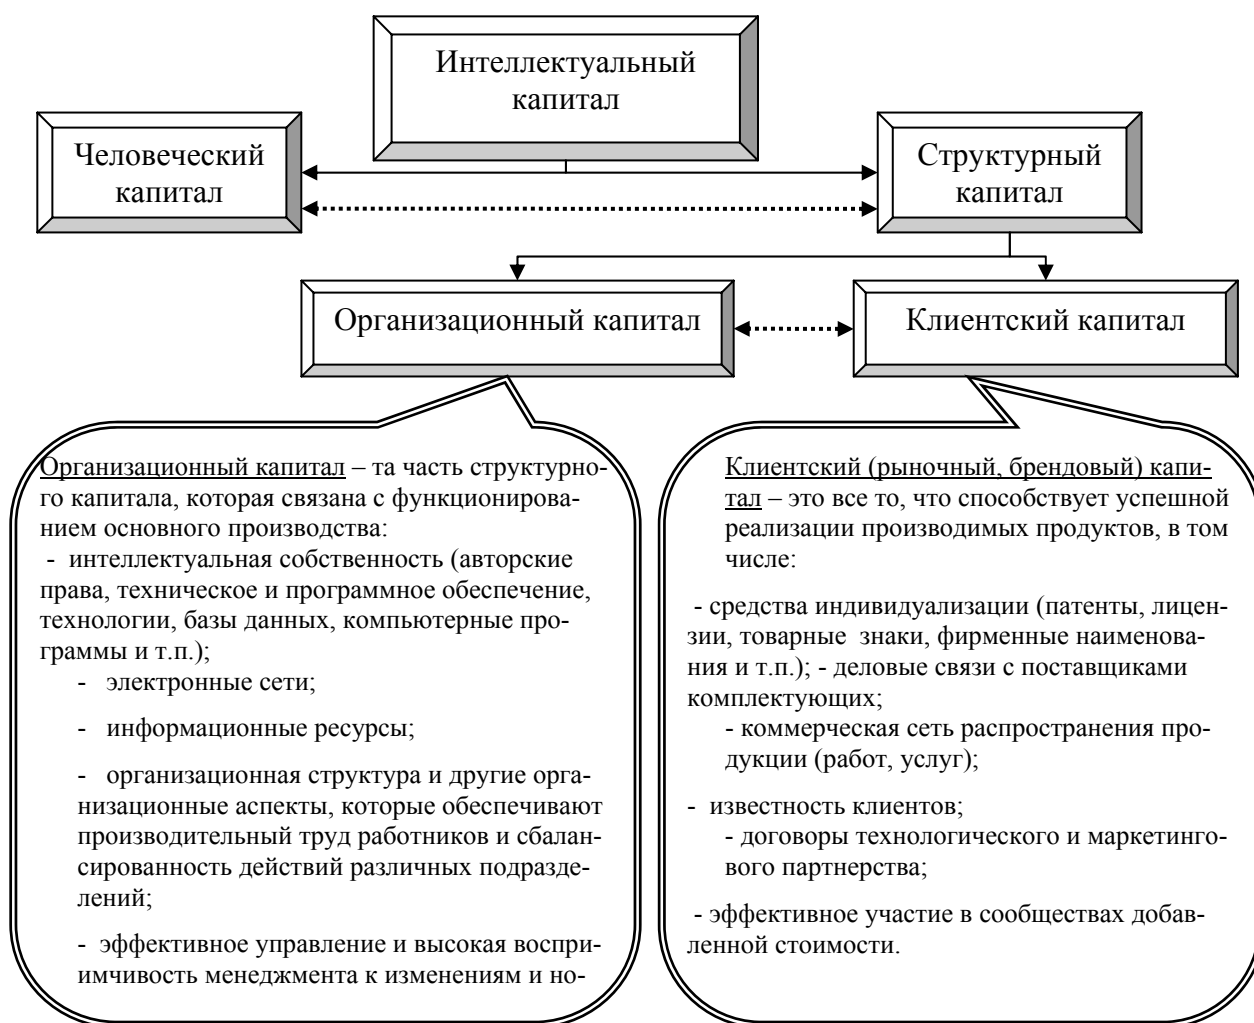 Интеллектуальный
капитал
Человеческий
капитал
Структурный
капитал
Организационный капитал
Клиентский капитал
Организационный капитал – та часть структурно-
го капитала, которая связана с функционирова-
нием основного производства:
- интеллектуальная собственность (авторские
права, техническое и программное обеспечение,
технологии, базы данных, компьютерные про-
граммы и т.п.);
- электронные сети;
- информационные ресурсы;
- организационная структура и другие орга-
низационные аспекты, которые обеспечивают
производительный труд работников и сбалан-
сированность действий различных подразде-
лений;
- эффективное управление и высокая воспри-
имчивость менеджмента к изменениям и но-
Клиентский (рыночный, брендовый) капи-
тал – это все то, что способствует успешной
реализации производимых продуктов, в том
числе:
- средства индивидуализации (патенты, лицен-
зии, товарные знаки, фирменные наименова-
ния и т.п.); - деловые связи с поставщиками
комплектующих;
- коммерческая сеть распространения про-
дукции (работ, услуг);
- известность клиентов;
- договоры технологического и маркетинго-
вого партнерства;
- эффективное участие в сообществах добав-
ленной стоимости.